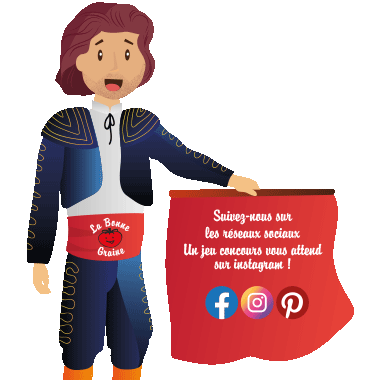 La Bonne
Graine
Suivez-nous sur
les réseaux sociaux
Un jeu concours vous attend
sur instagram !